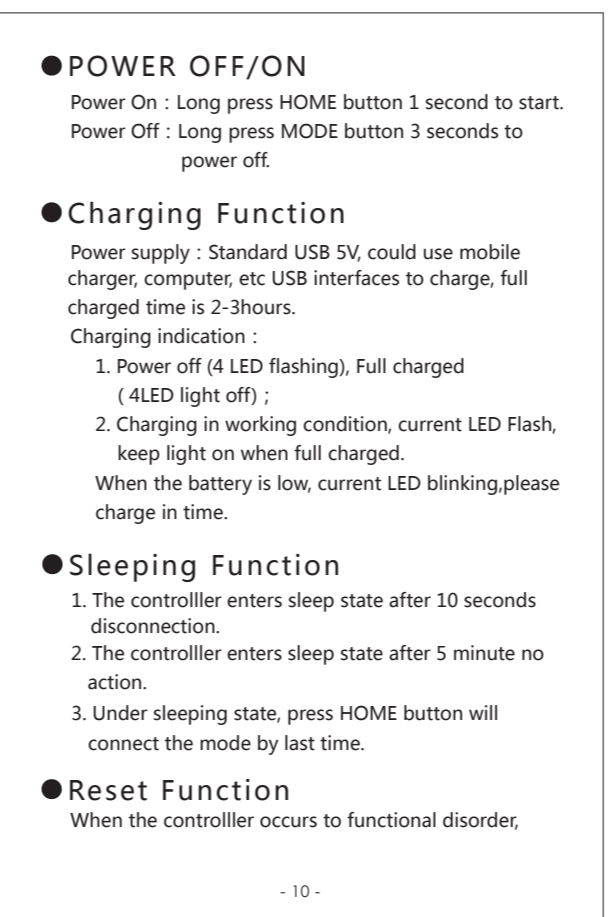 ●POWER OFF/ON
Power On : Long press HOME button 1 second to start.
Power Off : Long press MODE button 3 seconds to
power off.
●Charging Function
Power supply : Standard USB 5V, could use mobile
charger, computer, etc USB interfaces to charge, full
charged time is 2-3hours.
Charging indication :
1. Power off (4 LED flashing), Full charged
( 4LED light off) ;
2. Charging in working condition, current LED Flash,
keep light on when full charged.
When the battery is low, current LED blinking,please
charge in time.
●Sleeping Function
1. The controlller enters sleep state after 10 seconds
disconnection.
2. The controlller enters sleep state after 5 minute no
action.
3. Under sleeping state, press HOME button will
connect the mode by last time.
●Reset Function
When the controlller occurs to functional disorder,
- 10 -